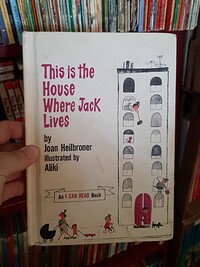 This is the
House
Where Jack
Lives
by
Joan Heilbroner
illustrated by
Aliki
An I CAN READ Book